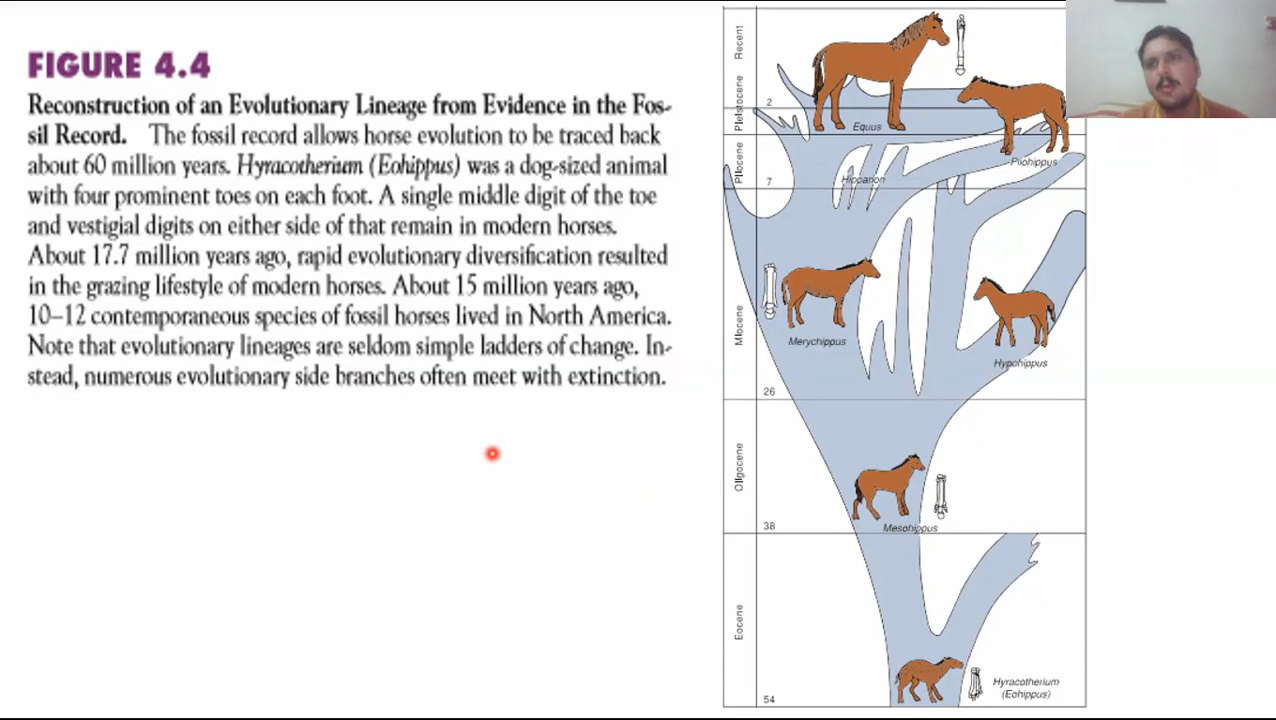 FIGURE 4.4
Reconstruction of an Evolutionary Lineage from Evidence in the Fos-
sil Record. The fossil record allows horse evolution to be traced back
about 60 million years. Hyracotherium (Eohippus) was a dog-sized animal
with four prominent toes on each foot. A single middle digit of the toe
and vestigial digits on either side of that remain in modern horses.
About 17.7 million years ago, rapid evolutionary diversification resulted
in the grazing lifestyle of modern horses. About 15 million years ago,
10–12 contemporaneous species of fossil horses lived in North America.
Note that evolutionary lineages are seldom simple ladders of change. In-
stead, numerous evolutionary side branches often meet with extinction.
Recent
Pleistocene
2
Equus
Pliohippus
Pliocene
Hipparion
7
Miocene
Merychippus
Hypohippus
26
Oligocene
Mesohippus
38
Eocene
Hyracotherium
(Eohippus)
54